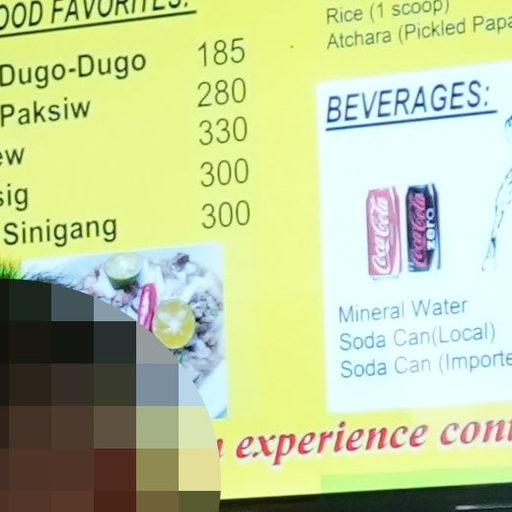 OOD FAVORITES:
Dugo-Dugo 185
Paksiw 280
ew 330
sig 300
Sinigang 300
Rice (1 scoop)
Atchara (Pickled Papa
BEVERAGES:
Coca-Cola
Coca-Cola zero
Mineral Water
Soda Can(Local)
Soda Can (Importe
experience con